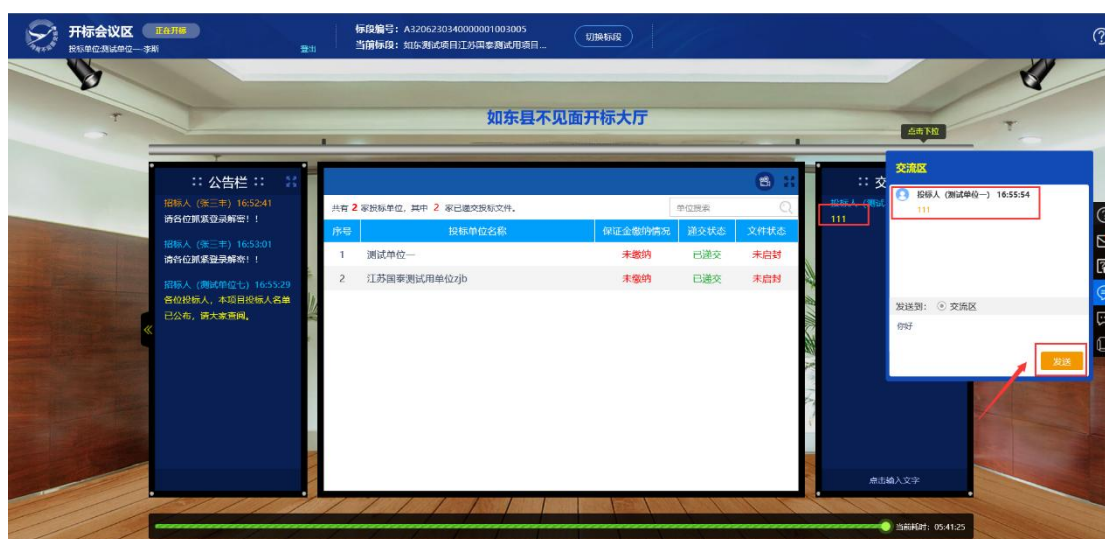 开标会议区 正在开标
投标单位:测试单位一-李斯
登出
标段编号：A3206230340000001003005
当前标段：如东测试项目江苏国泰测试用项目...
切换标段
如东县不见面开标大厅
点击下拉
:: 公告栏 ::
招标人（张三丰）16:52:41
请各位抓紧登录解密！！
招标人（张三丰）16:53:01
请各位抓紧登录解密！！
招标人（测试单位七）16:55:29
各位投标人，本项目投标人名单
已公布，请大家查阅。
共有 2 家投标单位，其中 2 家已递交投标文件。
单位搜索
序号 投标单位名称 保证金缴纳情况 递交状态 文件状态
1 测试单位一 未缴纳 已递交 未启封
2 江苏国泰测试用单位zjb 未缴纳 已递交 未启封
:: 交
投标人（测试
111
点击输入文字
交流区
投标人（测试单位一）16:55:54
111
发送到： 交流区
你好
发送
当前耗时：05:41:25